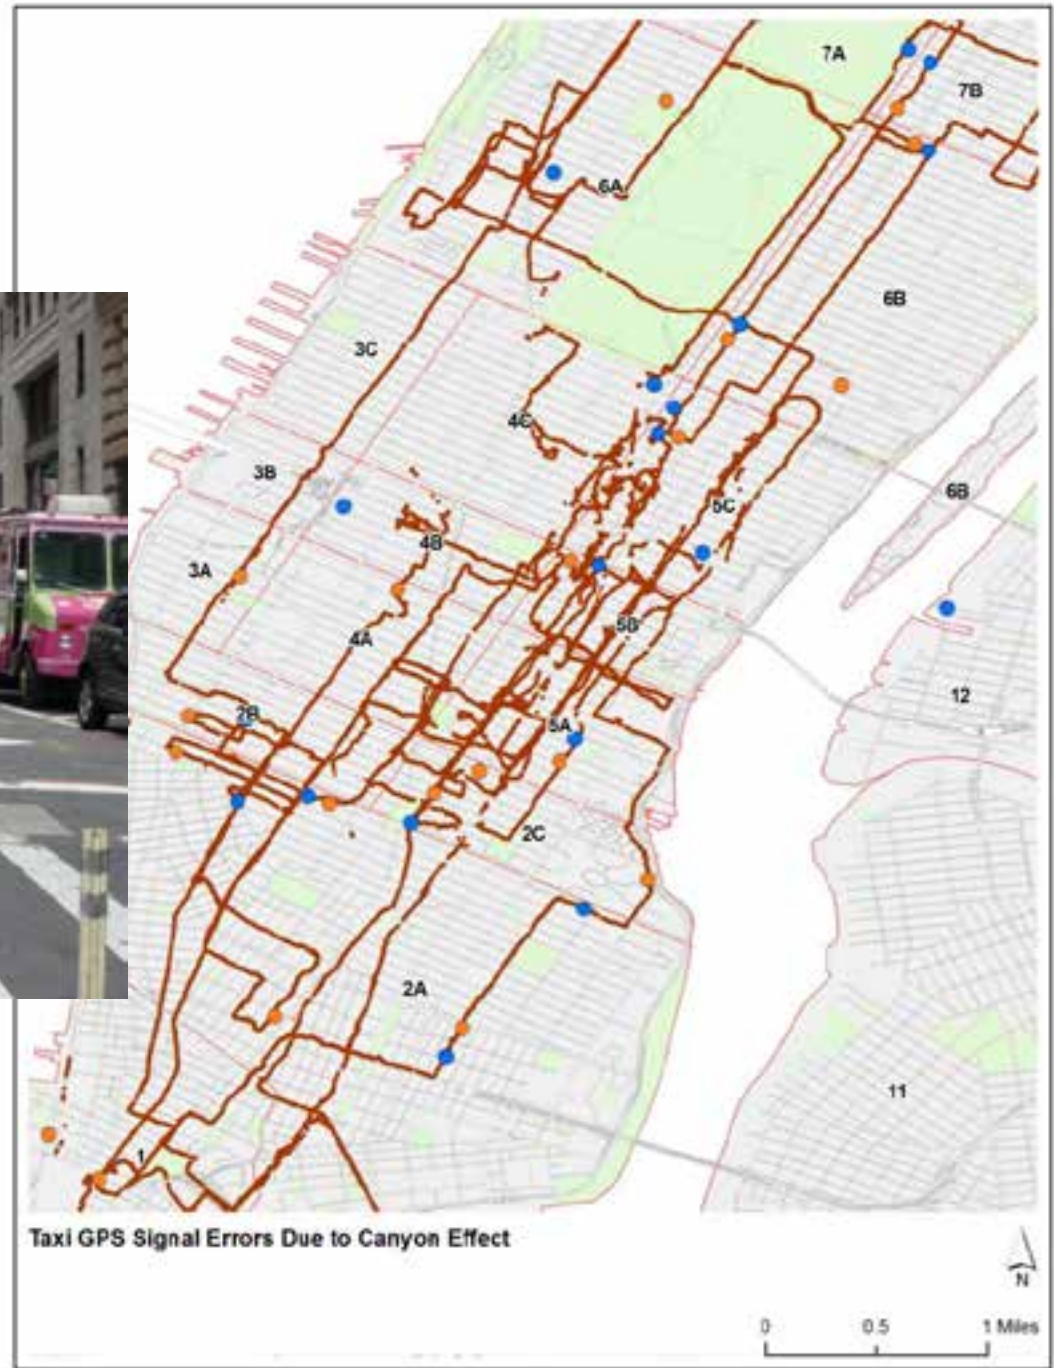 7A
7B
6A
6B
3C
4C
3B
6B
5C
4B
3A
5B
4A
12
2B
5A
2C
2A
11
1
Taxi GPS Signal Errors Due to Canyon Effect
N
0 0.5 1 Miles